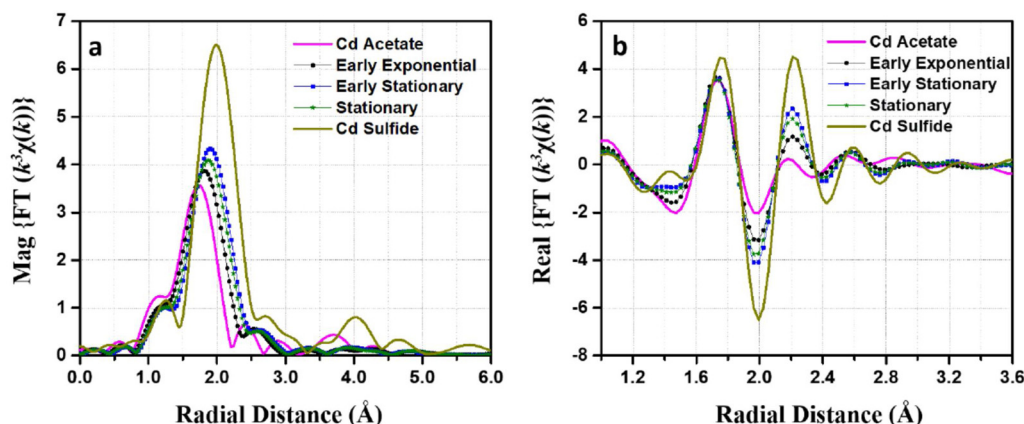 a
Mag {FT (k³χ(k))}
7
6
5
4
3
2
1
0
Cd Acetate
Early Exponential
Early Stationary
Stationary
Cd Sulfide
0.0 1.0 2.0 3.0 4.0 5.0 6.0
Radial Distance (Å)
b
Real {FT (k³χ(k))}
6
4
2
0
-2
-4
-6
-8
Cd Acetate
Early Exponential
Early Stationary
Stationary
Cd Sulfide
1.2 1.6 2.0 2.4 2.8 3.2 3.6
Radial Distance (Å)